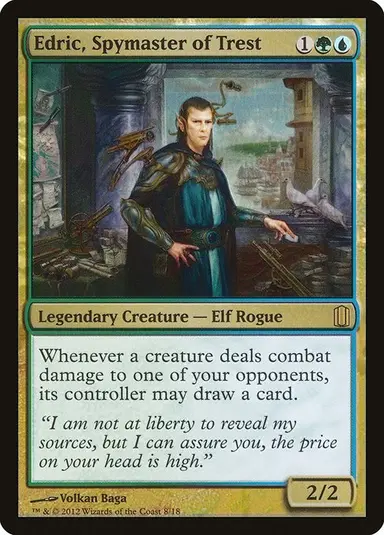 Edric, Spymaster of Trest 1
Legendary Creature — Elf Rogue
Whenever a creature deals combat
damage to one of your opponents,
its controller may draw a card.
“I am not at liberty to reveal my
sources, but I can assure you, the price
on your head is high.”
Volkan Baga
™ & © 2012 Wizards of the Coast 8/18
2/2